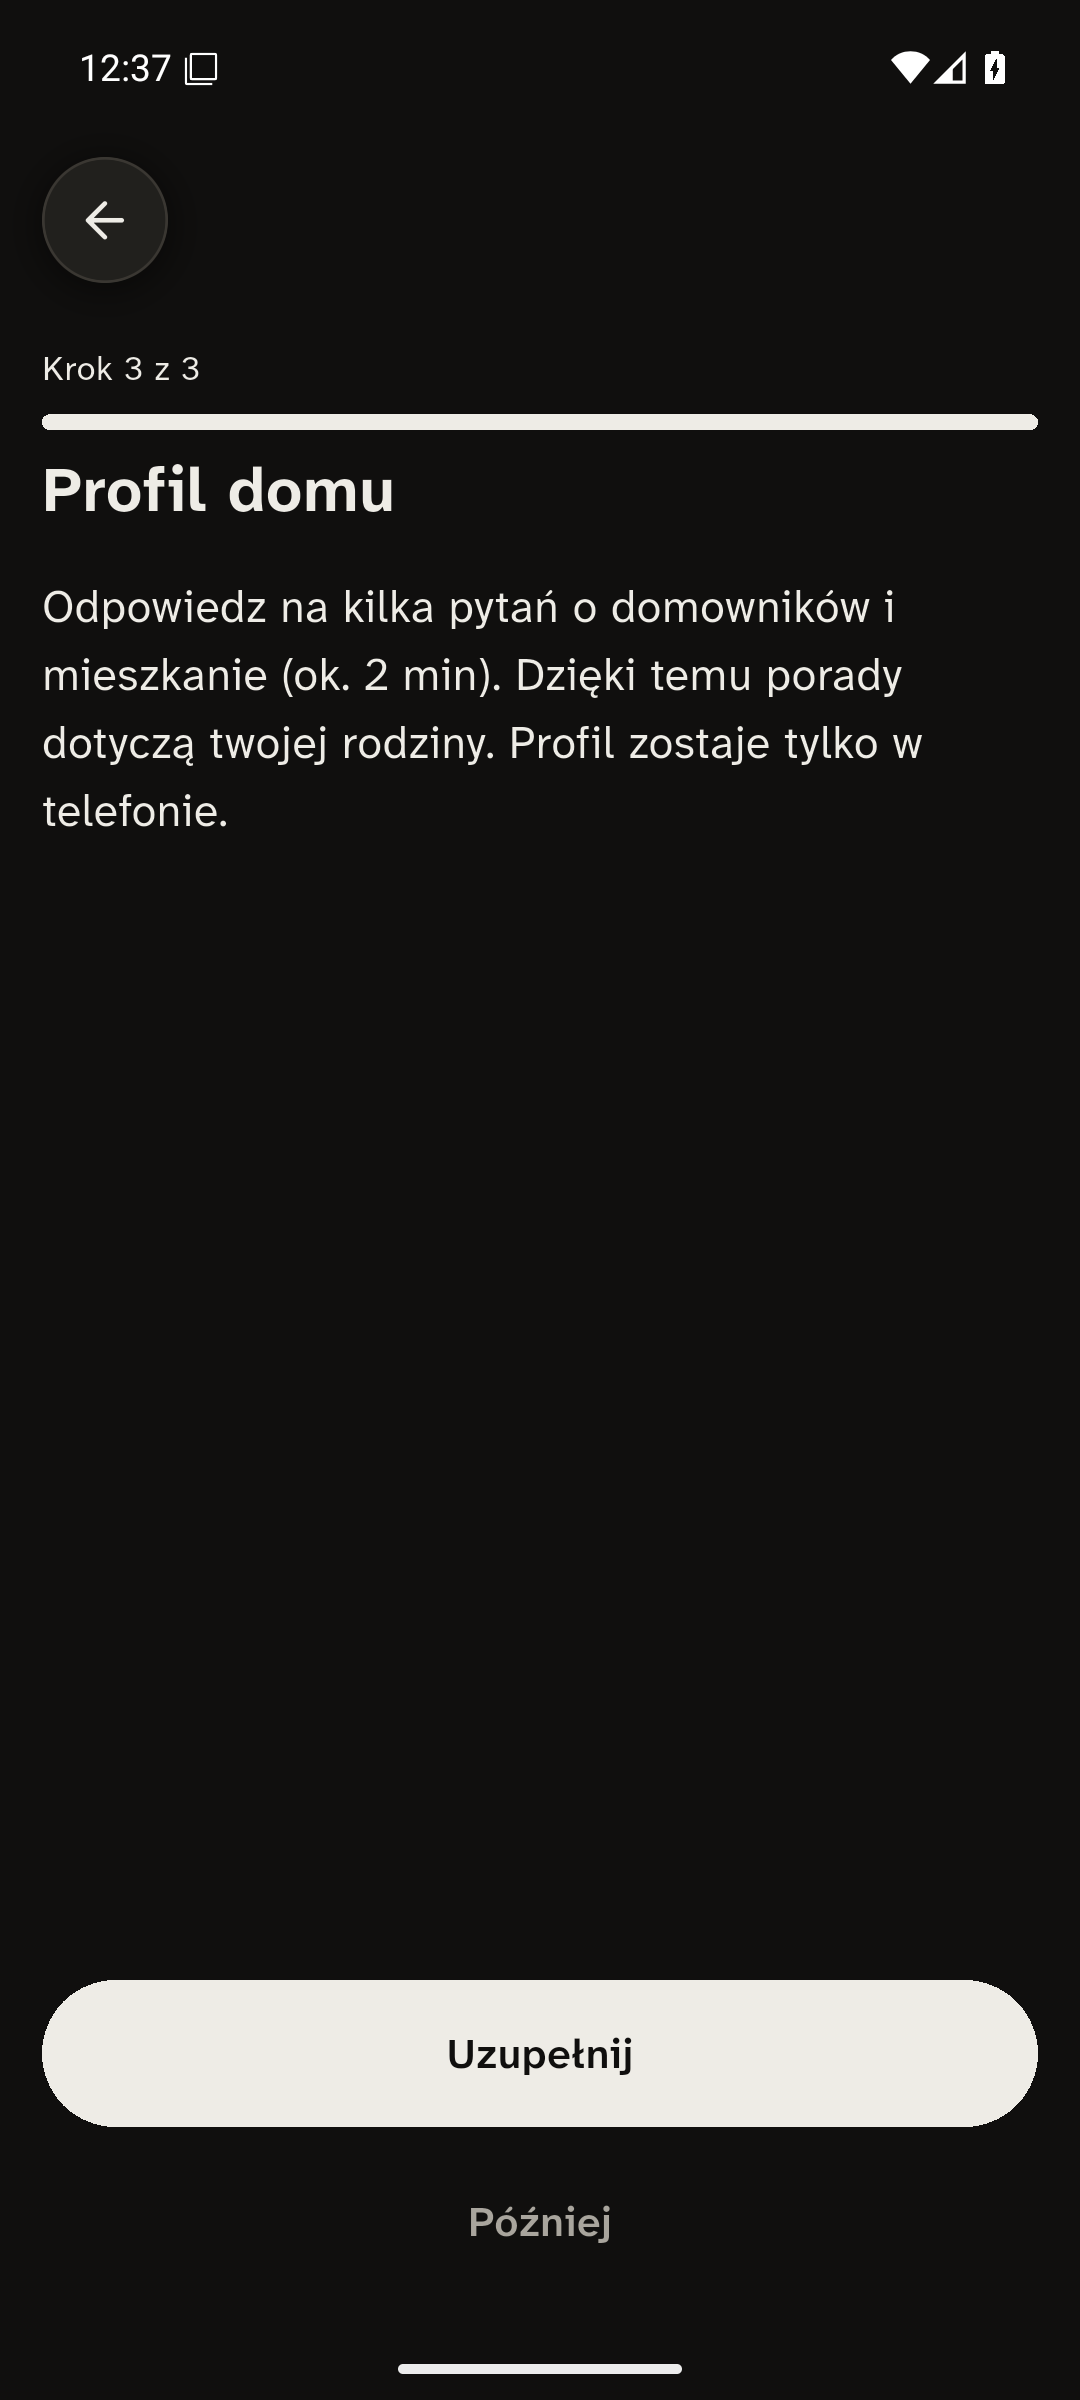 12:37
Krok 3 z 3
Profil domu
Odpowiedz na kilka pytań o domowników i
mieszkanie (ok. 2 min). Dzięki temu porady
dotyczą twojej rodziny. Profil zostaje tylko w
telefonie.
Uzupełnij
Później